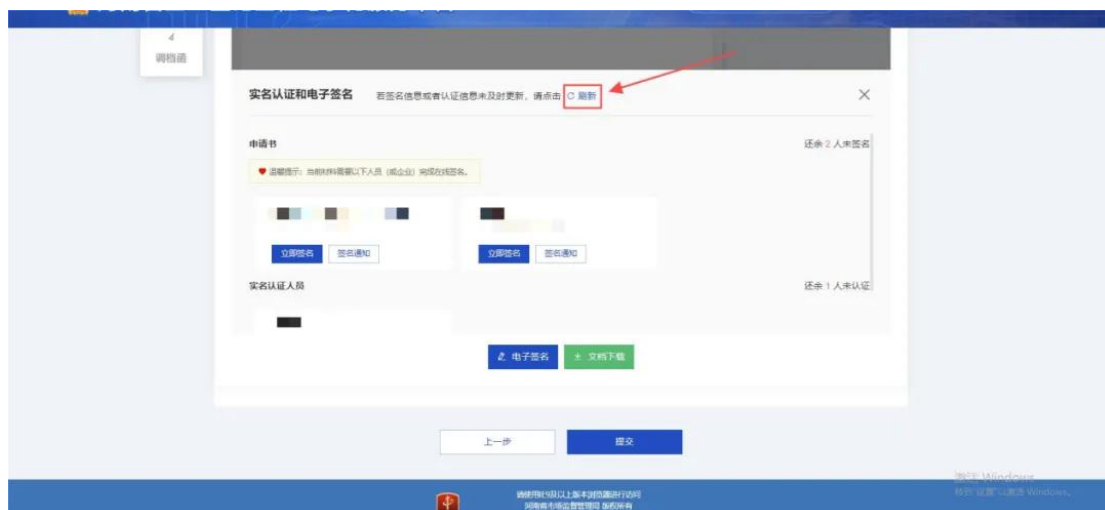 调档函
实名认证和电子签名 若签名信息或者认证信息未及时更新，请点击 刷新
申请书 还余 2 人未签名
温馨提示：当前材料需要以下人员（或企业）完成在线签名。
立即签名 签名通知 立即签名 签名通知
实名认证人员 还余 1 人未认证
电子签名 文档下载
上一步 提交
激活 Windows
转到"设置"以激活 Windows。
请使用IE9及以上版本浏览器进行访问
河南省市场监督管理局 版权所有